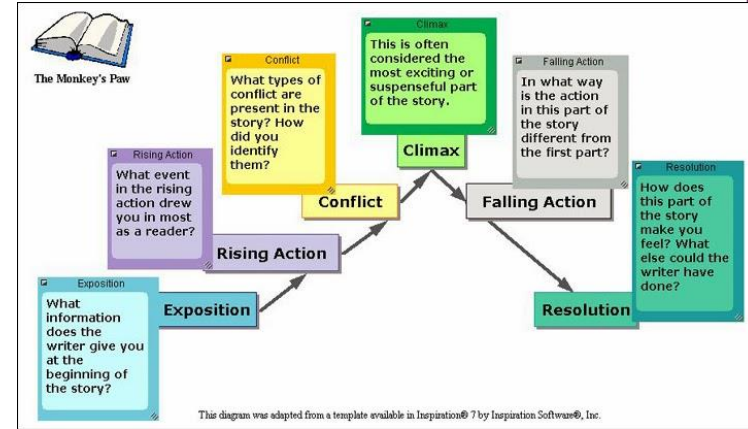 The Monkey's Paw
Climax
This is often
considered the
most exciting or
suspenseful part
of the story.
Climax
Conflict
What types of
conflict are
present in the
story? How
did you
identify
them?
Conflict
Falling Action
In what way
is the action
in this part of
the story
different from
the first part?
Falling Action
Rising Action
What event
in the rising
action drew
you in most
as a reader?
Rising Action
Resolution
How does
this part of
the story
make you
feel? What
else could the
writer have
done?
Resolution
Exposition
What
information
does the
writer give you
at the
beginning of
the story?
Exposition
This diagram was adapted from a template available in Inspiration® 7 by Inspiration Software®, Inc.